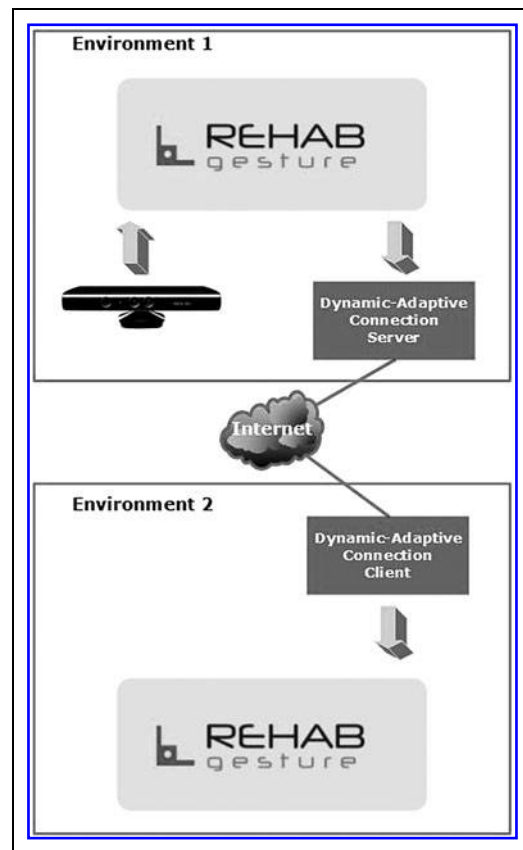 Environment 1
REHAB
gesture
Dynamic-Adaptive
Connection
Server
Internet
Environment 2
Dynamic-Adaptive
Connection
Client
REHAB
gesture